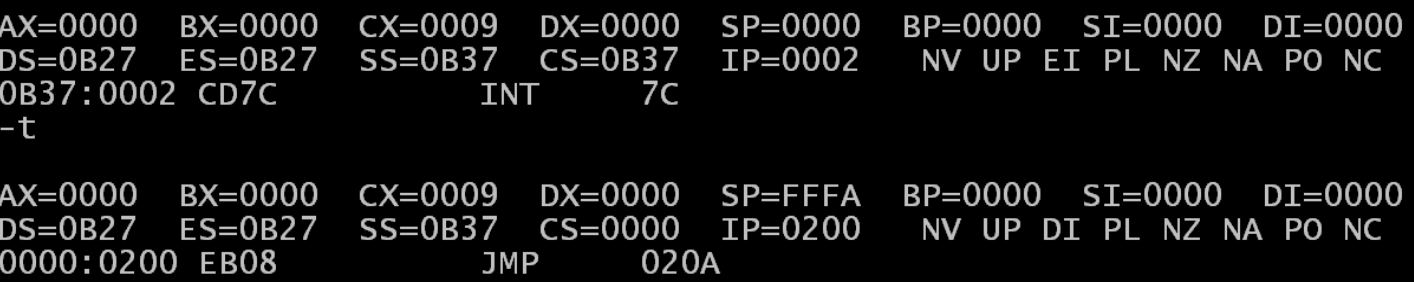 AX=0000 BX=0000 CX=0009 DX=0000 SP=0000 BP=0000 SI=0000 DI=0000
DS=0B27 ES=0B27 SS=0B37 CS=0B37 IP=0002 NV UP EI PL NZ NA PO NC
0B37:0002 CD7C INT 7C
-t
AX=0000 BX=0000 CX=0009 DX=0000 SP=FFFA BP=0000 SI=0000 DI=0000
DS=0B27 ES=0B27 SS=0B37 CS=0000 IP=0200 NV UP DI PL NZ NA PO NC
0000:0200 EB08 JMP 020A